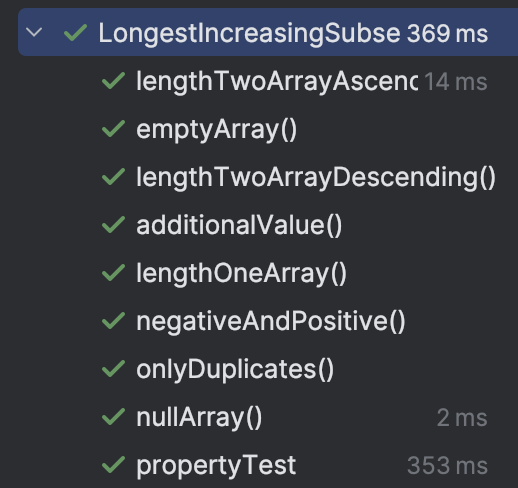 LongestIncreasingSubse 369 ms
lengthTwoArrayAscenc 14 ms
emptyArray()
lengthTwoArrayDescending()
additionalValue()
lengthOneArray()
negativeAndPositive()
onlyDuplicates()
nullArray() 2 ms
propertyTest 353 ms